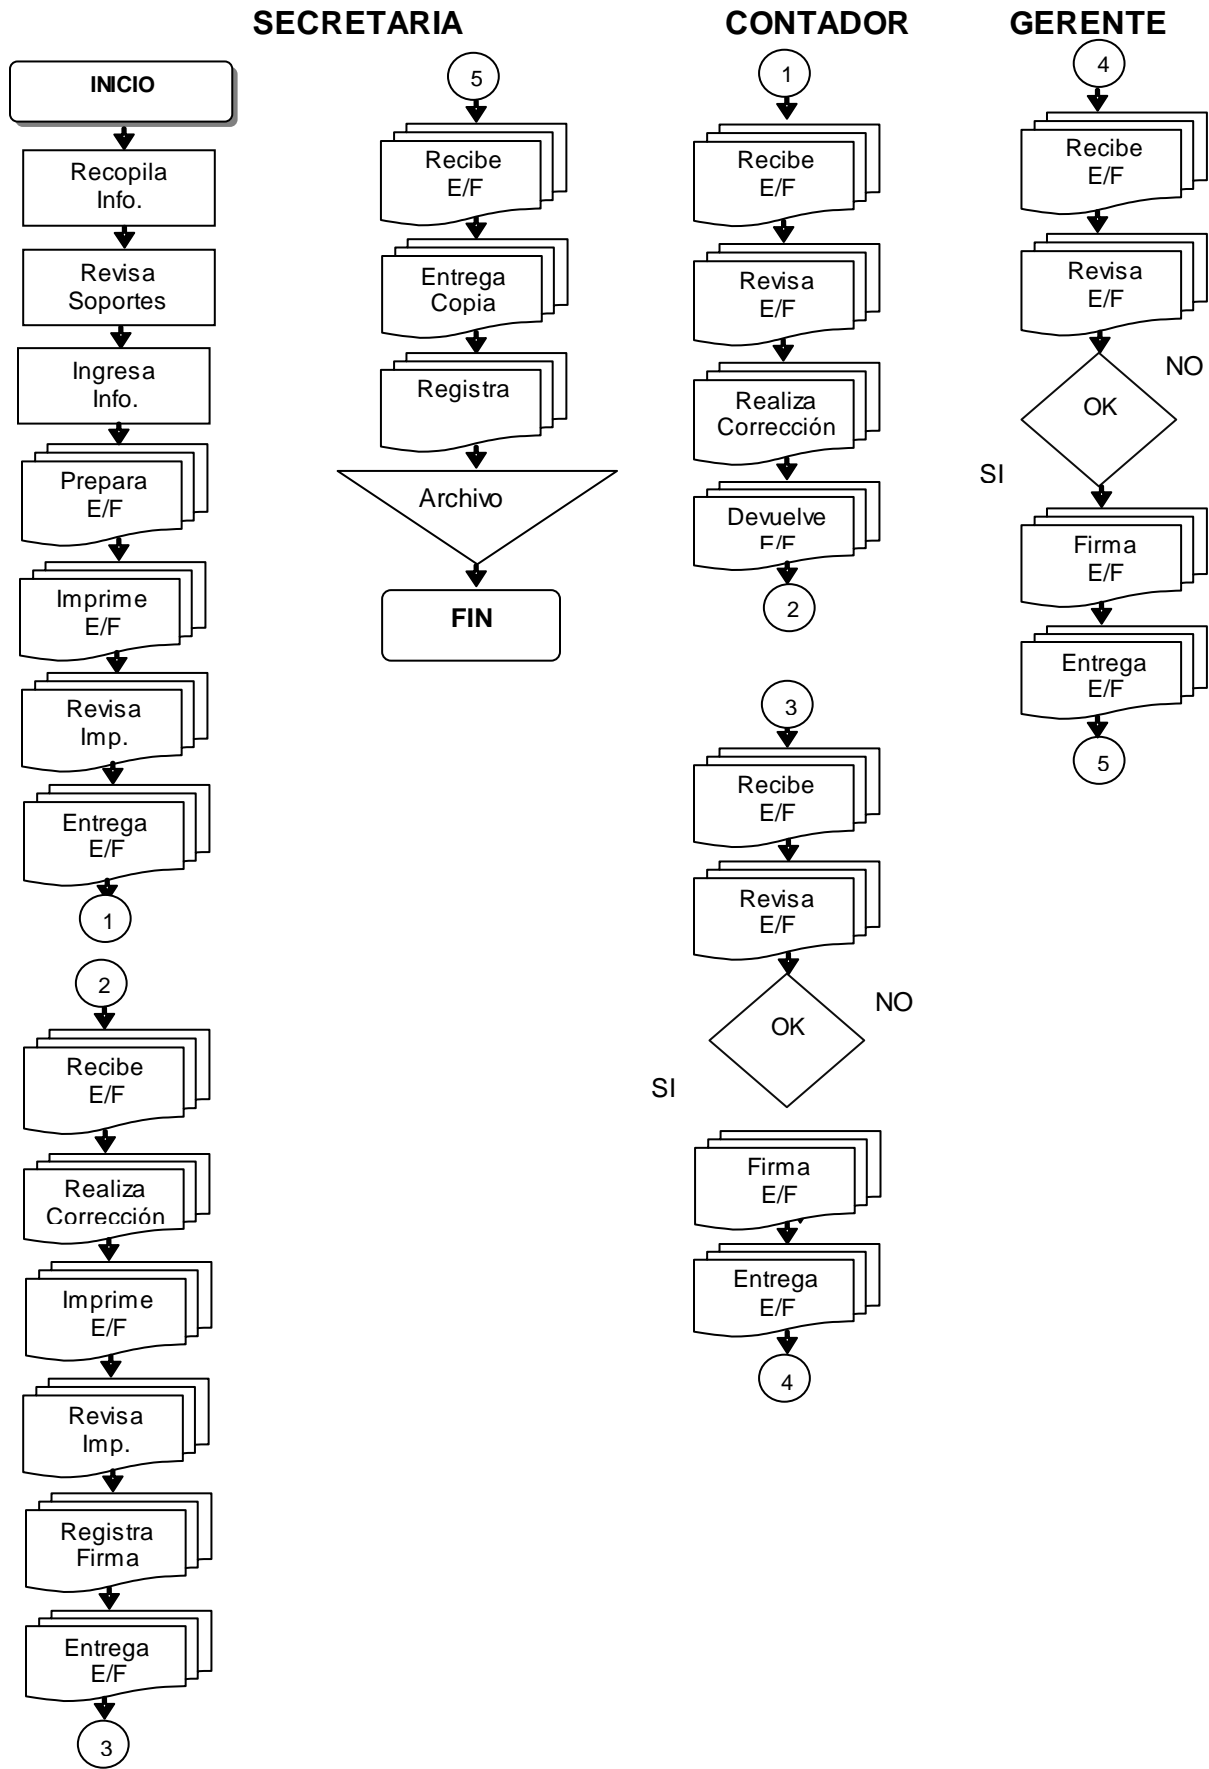 SECRETARIA
CONTADOR
GERENTE
INICIO
Recopila
Info.
Revisa
Soportes
Ingresa
Info.
Prepara
E/F
Imprime
E/F
Revisa
Imp.
Entrega
E/F
1
2
Recibe
E/F
Realiza
Corrección
Imprime
E/F
Revisa
Imp.
Registra
Firma
Entrega
E/F
3
5
Recibe
E/F
Entrega
Copia
Registra
Archivo
FIN
1
Recibe
E/F
Revisa
E/F
Realiza
Corrección
Devuelve
E/F
2
3
Recibe
E/F
Revisa
E/F
OK
NO
SI
Firma
E/F
Entrega
E/F
4
4
Recibe
E/F
Revisa
E/F
NO
OK
SI
Firma
E/F
Entrega
E/F
5